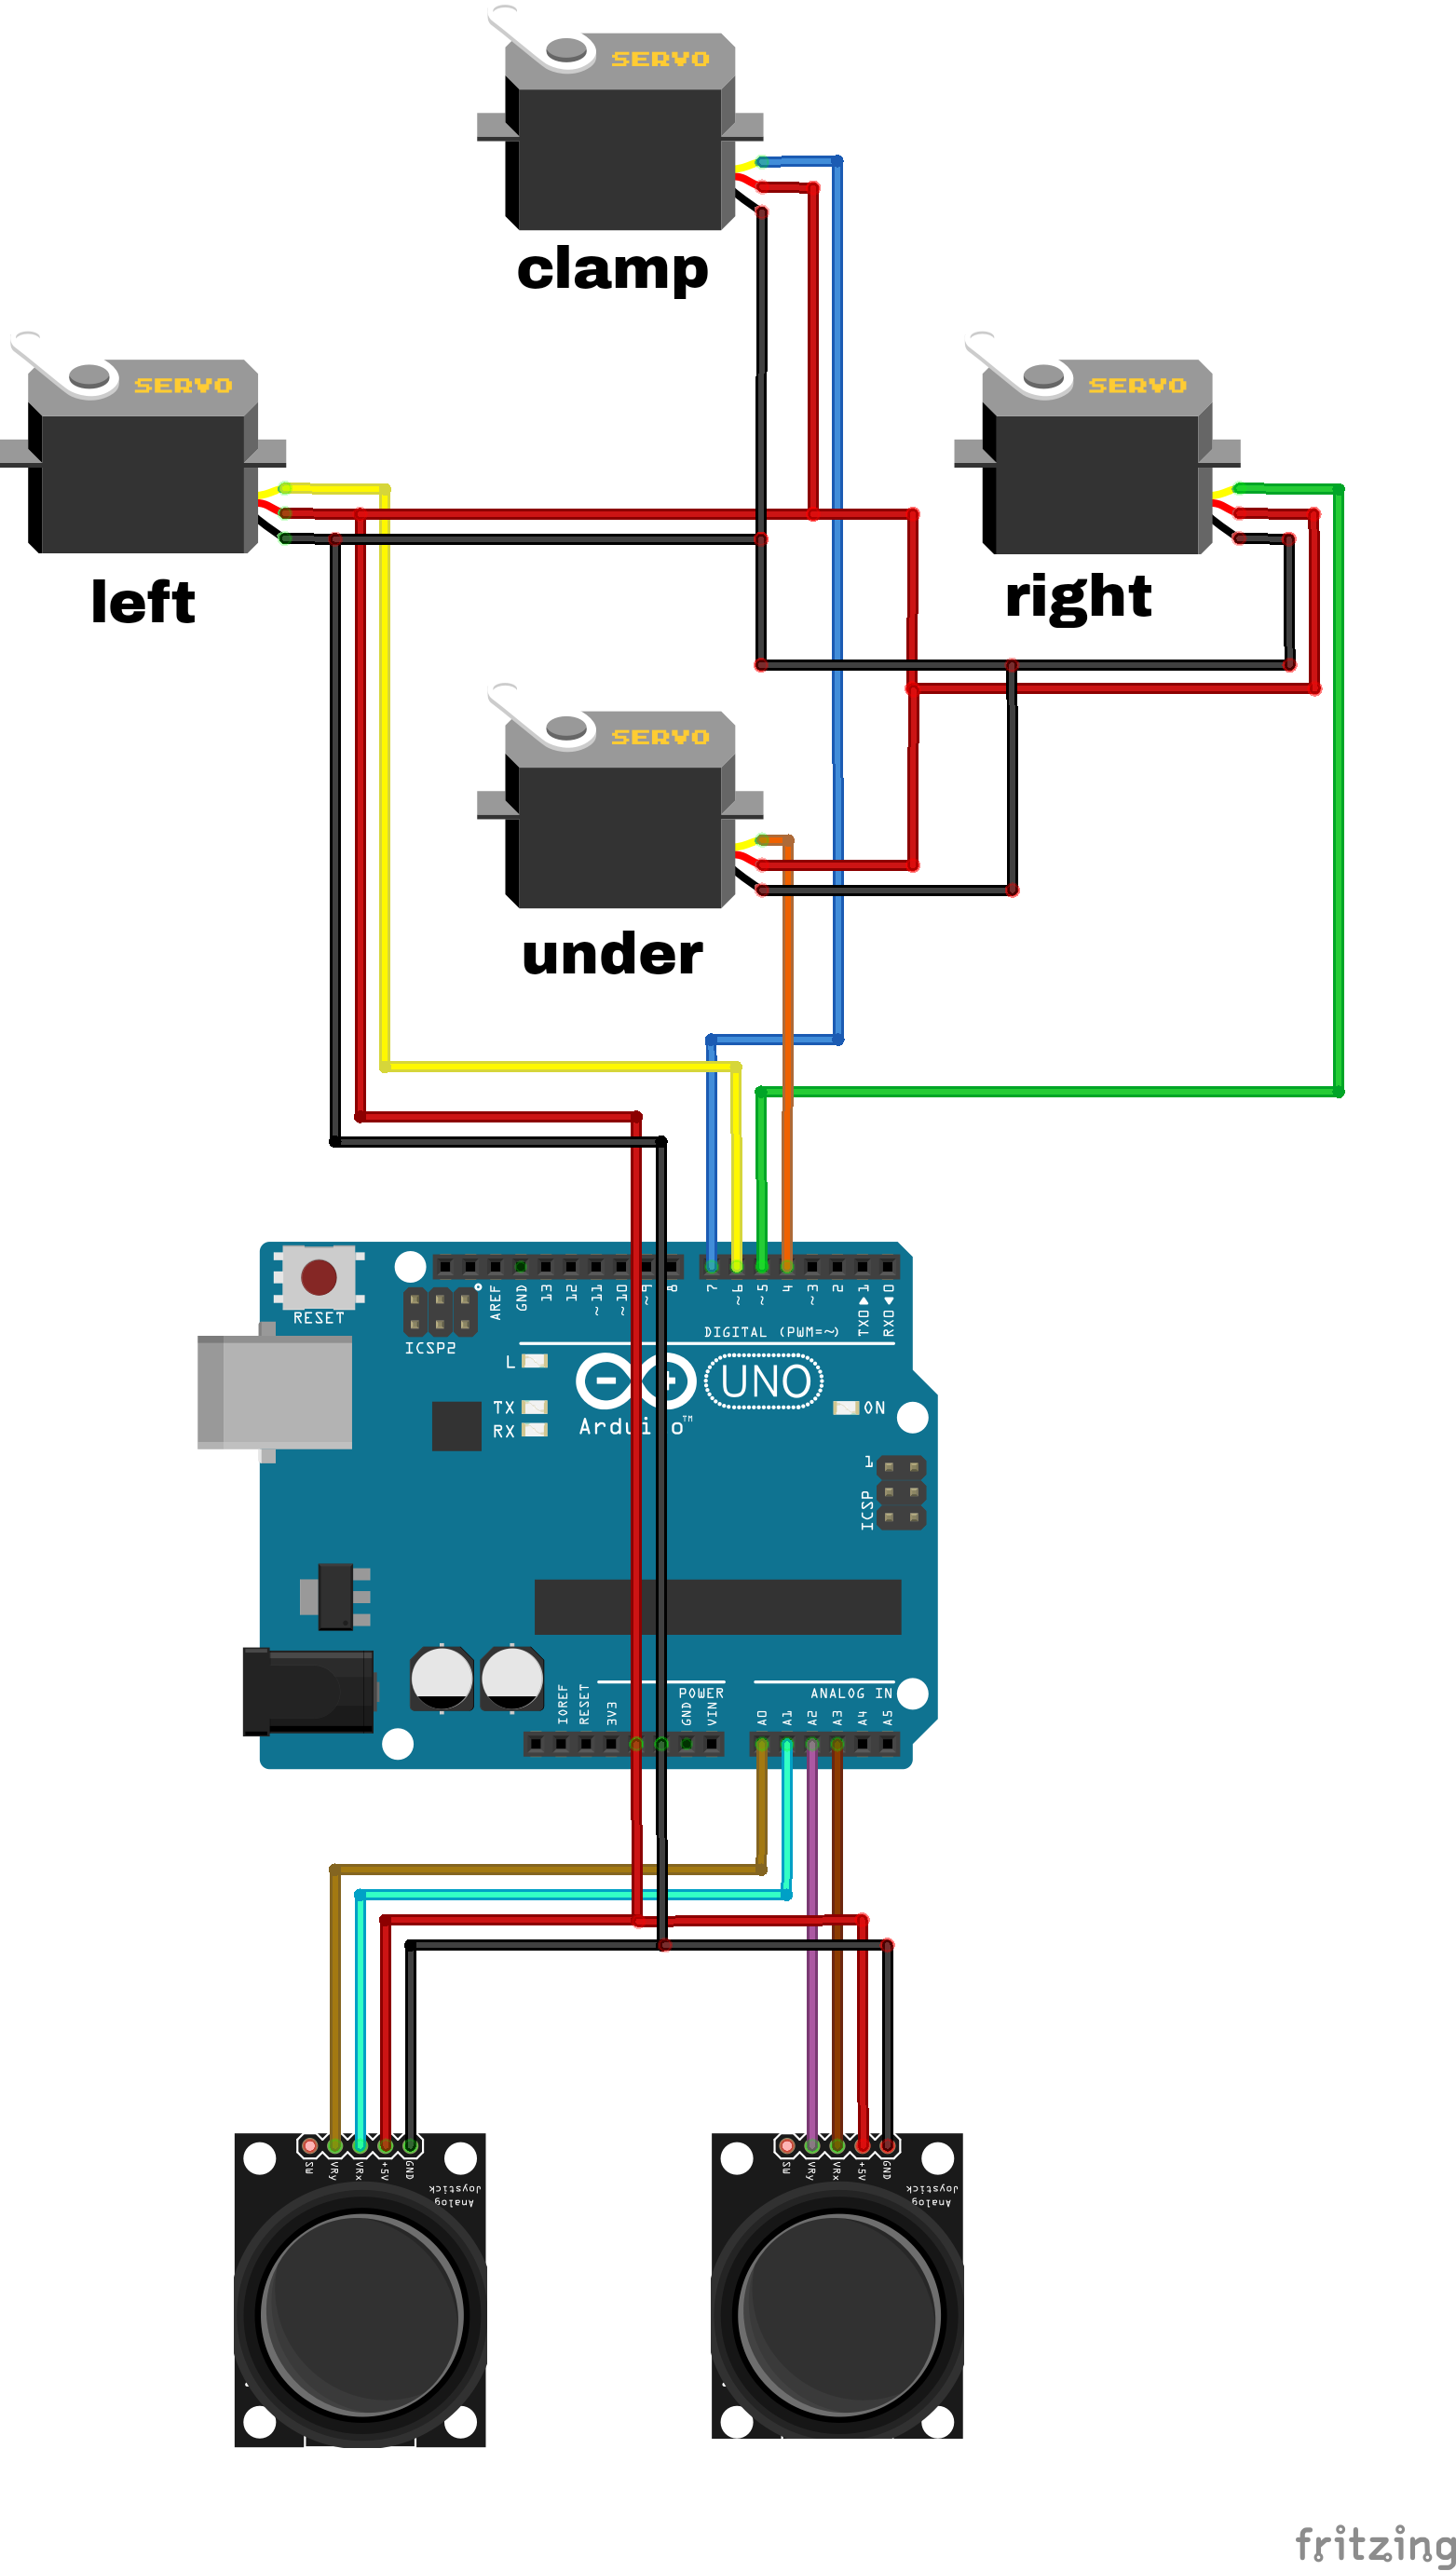 SERVO
clamp
SERVO
left
SERVO
right
SERVO
under
RESET
ICSP2
AREF
GND
13
12
~11
~10
~9
8
7
~6
~5
4
~3
2
TX0▶1
RX0◀0
DIGITAL (PWM=~)
L
TX
RX
UNO
Arduino™
ON
1
ICSP
IOREF
RESET
3V3
GND
VIN
POWER
A0
A1
A2
A3
A4
A5
ANALOG IN
SW
VRy
VRx
+5V
GND
Analog
Joystick
SW
VRy
VRx
+5V
GND
Analog
Joystick
fritzing